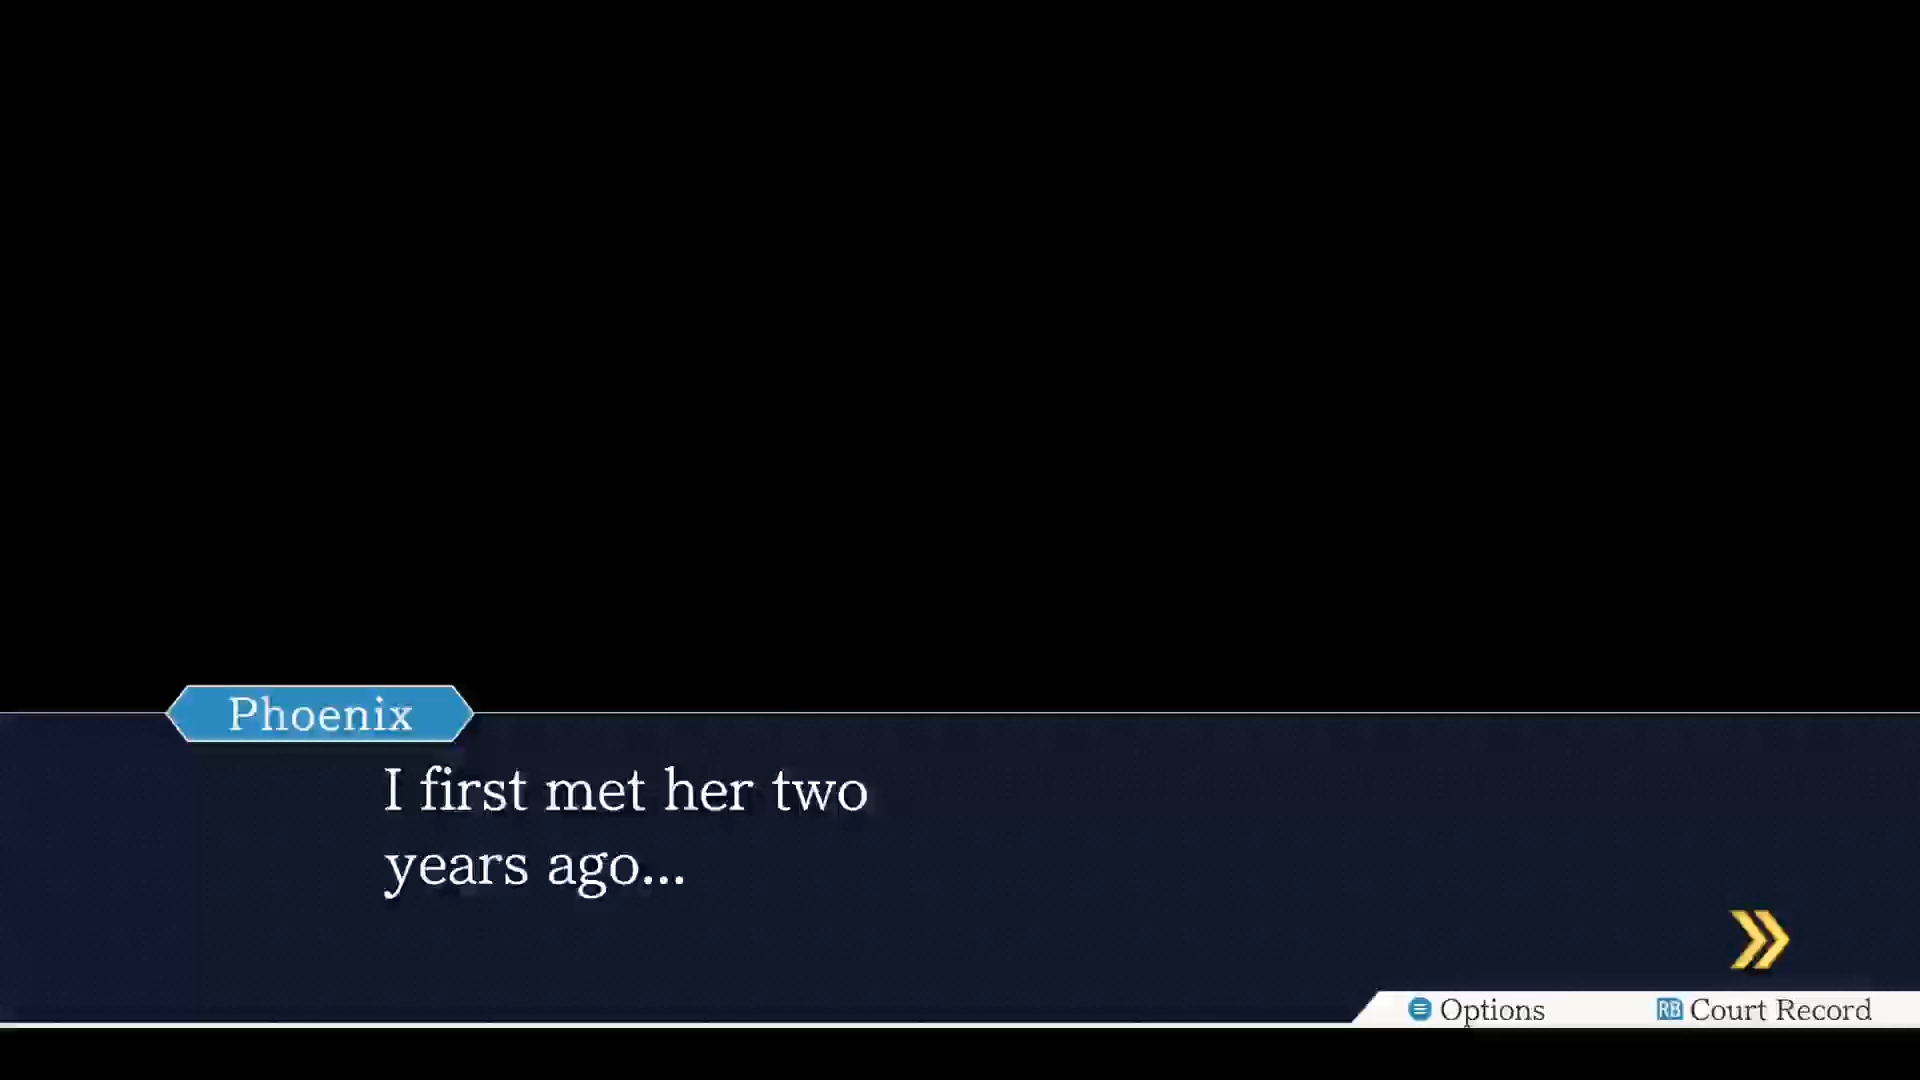 Phoenix
I first met her two
years ago...
Options
RB Court Record